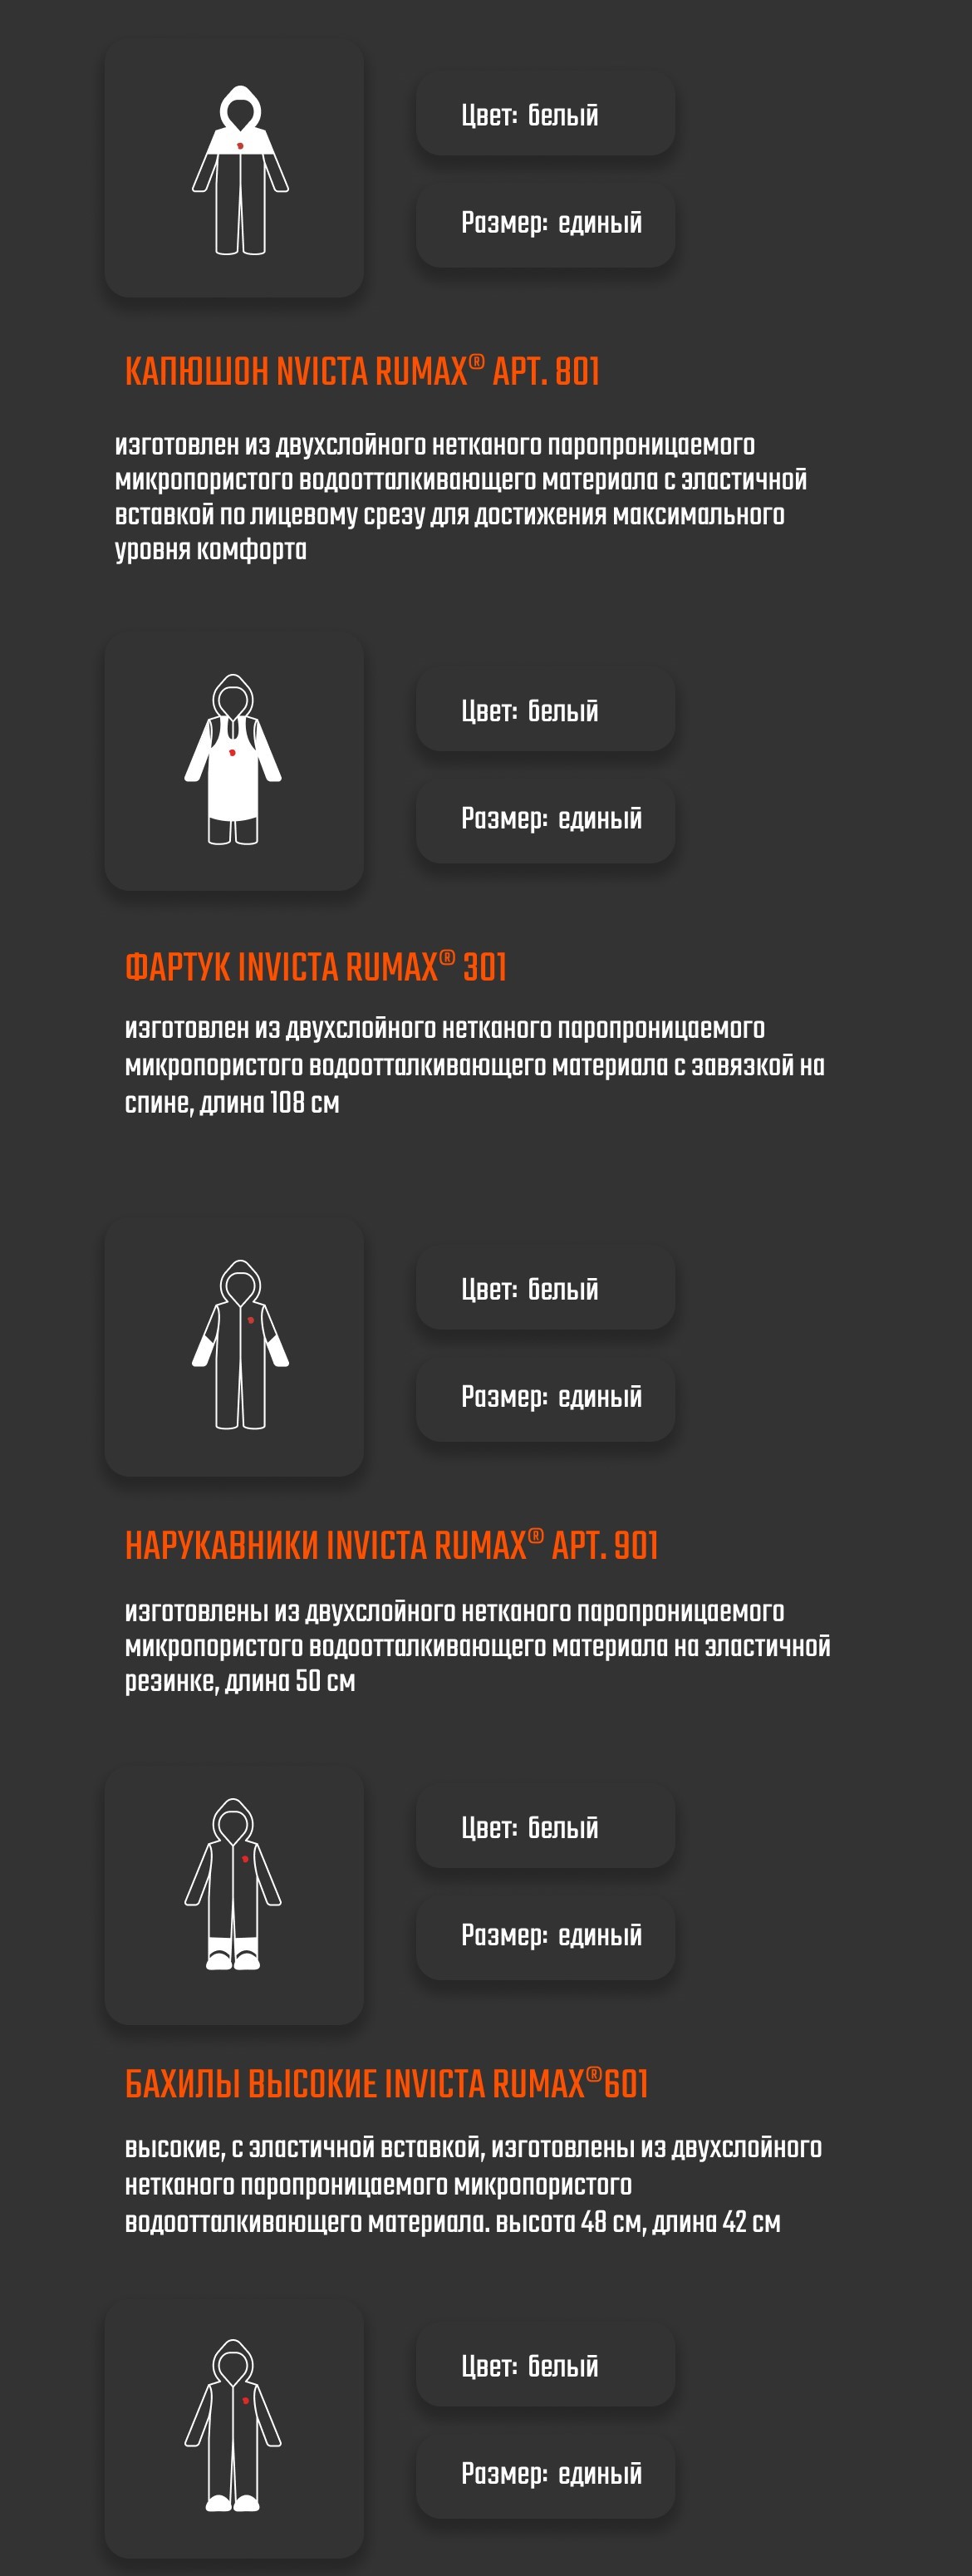 Цвет: белый
Размер: единый
КАПЮШОН NVICTA RUMAX® АРТ. 801
изготовлен из двухслойного нетканого паропроницаемого
микропористого водоотталкивающего материала с эластичной
вставкой по лицевому срезу для достижения максимального
уровня комфорта
Цвет: белый
Размер: единый
ФАРТУК INVICTA RUMAX® 301
изготовлен из двухслойного нетканого паропроницаемого
микропористого водоотталкивающего материала с завязкой на
спине, длина 108 см
Цвет: белый
Размер: единый
НАРУКАВНИКИ INVICTA RUMAX® АРТ. 901
изготовлены из двухслойного нетканого паропроницаемого
микропористого водоотталкивающего материала на эластичной
резинке, длина 50 см
Цвет: белый
Размер: единый
БАХИЛЫ ВЫСОКИЕ INVICTA RUMAX®601
высокие, с эластичной вставкой, изготовлены из двухслойного
нетканого паропроницаемого микропористого
водоотталкивающего материала. высота 48 см, длина 42 см
Цвет: белый
Размер: единый